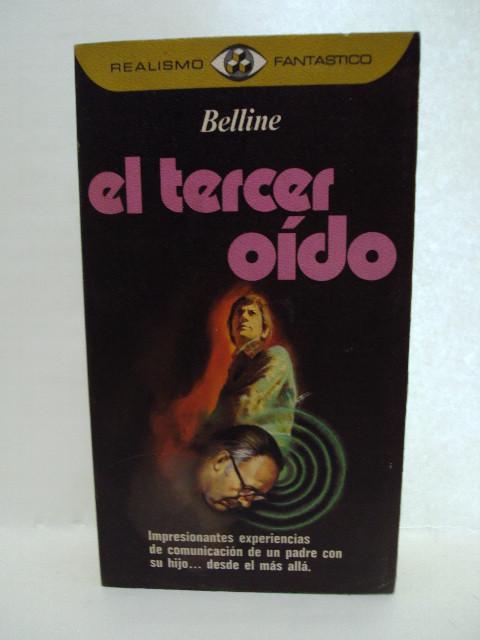 REALISMO FANTASTICO
Belline
el tercer
oído
Impresionantes experiencias
de comunicación de un padre con
su hijo... desde el más allá.